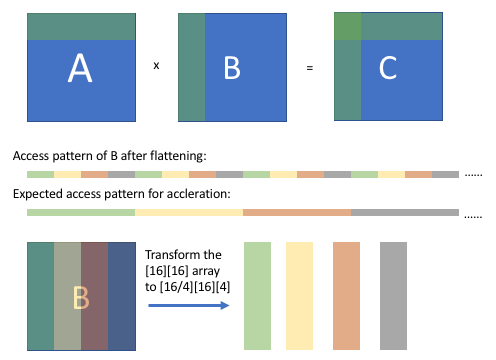 A x B = C
Access pattern of B after flattening:
......
Expected access pattern for accleration:
......
B
Transform the
[16][16] array
to [16/4][16][4]